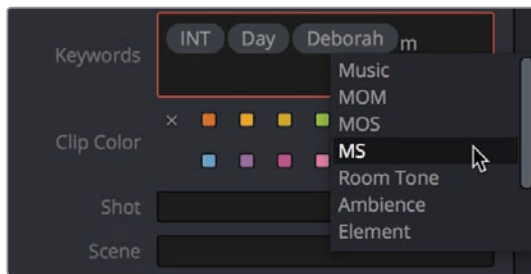 Keywords INT Day Deborah m
Music
MOM
MOS
Clip Color
MS
Room Tone
Shot
Ambience
Element
Scene